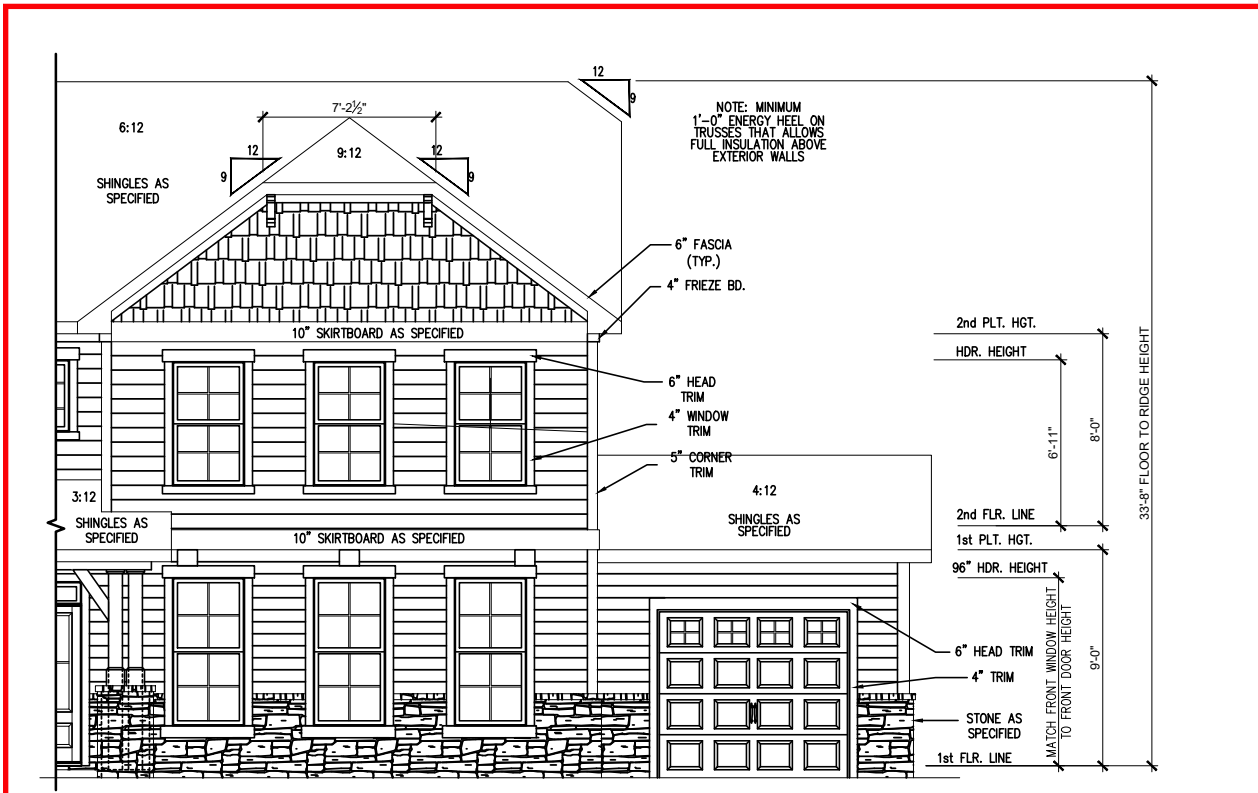 12
9
7'-2½"
6:12
12
9
9:12
12
9
SHINGLES AS
SPECIFIED
NOTE: MINIMUM
1'-0" ENERGY HEEL ON
TRUSSES THAT ALLOWS
FULL INSULATION ABOVE
EXTERIOR WALLS
6" FASCIA
(TYP.)
4" FRIEZE BD.
10" SKIRTBOARD AS SPECIFIED
2nd PLT. HGT.
HDR. HEIGHT
6" HEAD
TRIM
4" WINDOW
TRIM
5" CORNER
TRIM
6'-11"
8'-0"
33'-8" FLOOR TO RIDGE HEIGHT
3:12
SHINGLES AS
SPECIFIED
4:12
SHINGLES AS
SPECIFIED
10" SKIRTBOARD AS SPECIFIED
2nd FLR. LINE
1st PLT. HGT.
96" HDR. HEIGHT
MATCH FRONT WINDOW HEIGHT
TO FRONT DOOR HEIGHT
9'-0"
6" HEAD TRIM
4" TRIM
STONE AS
SPECIFIED
1st FLR. LINE